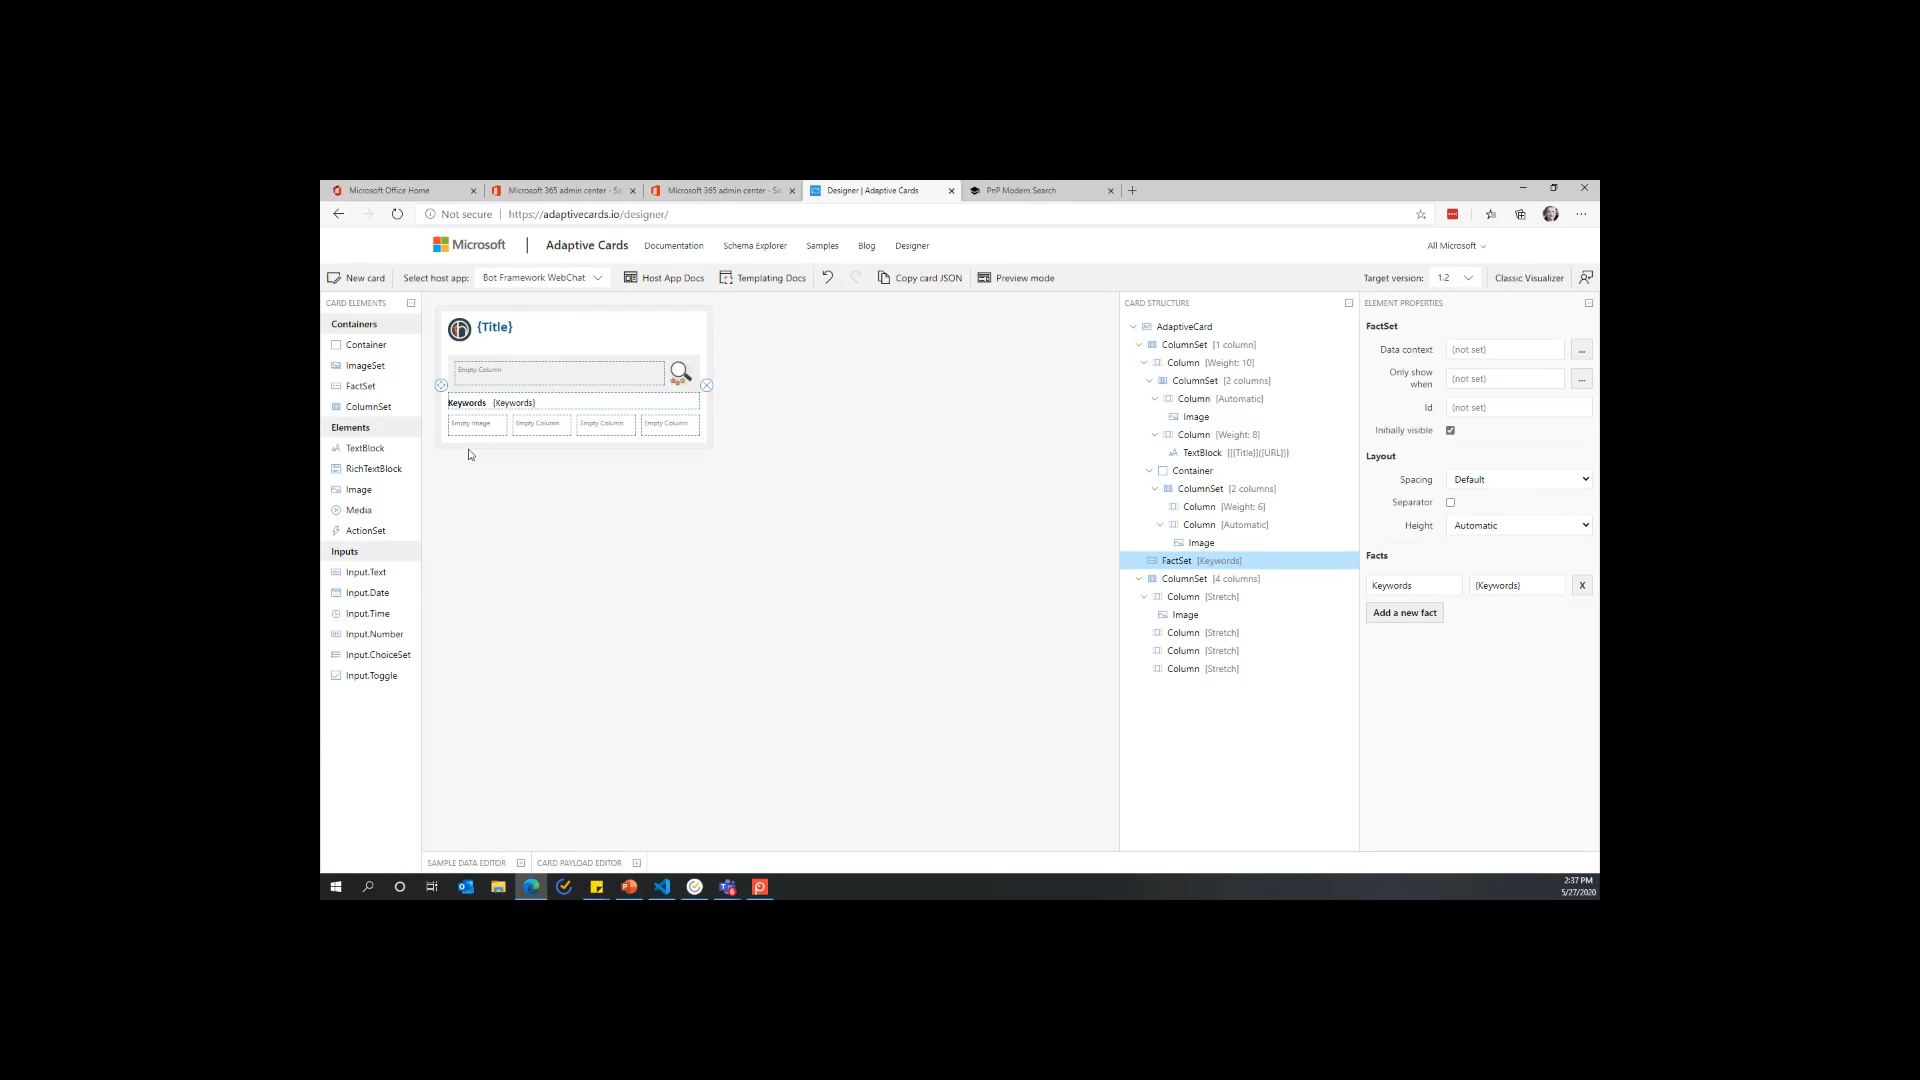 Microsoft Office Home
Microsoft 365 admin center - Se
Microsoft 365 admin center - Se
Designer | Adaptive Cards
PnP Modern Search
Not secure
https://adaptivecards.io/designer/
Microsoft
Adaptive Cards
Documentation
Schema Explorer
Samples
Blog
Designer
All Microsoft
New card
Select host app:
Bot Framework WebChat
Host App Docs
Templating Docs
Copy card JSON
Preview mode
Target version:
1.2
Classic Visualizer
CARD ELEMENTS
Containers
Container
ImageSet
FactSet
ColumnSet
Elements
TextBlock
RichTextBlock
Image
Media
ActionSet
Inputs
Input.Text
Input.Date
Input.Time
Input.Number
Input.ChoiceSet
Input.Toggle
{Title}
Empty Column
Keywords {Keywords}
Empty Image
Empty Column
Empty Column
Empty Column
CARD STRUCTURE
AdaptiveCard
ColumnSet [1 column]
Column [Weight: 10]
ColumnSet [2 columns]
Column [Automatic]
Image
Column [Weight: 8]
TextBlock [[{Title}]({URL})]
Container
ColumnSet [2 columns]
Column [Weight: 6]
Column [Automatic]
Image
FactSet [Keywords]
ColumnSet [4 columns]
Column [Stretch]
Image
Column [Stretch]
Column [Stretch]
Column [Stretch]
ELEMENT PROPERTIES
FactSet
Data context (not set) ...
Only show when (not set) ...
Id (not set)
Initially visible
Layout
Spacing Default
Separator
Height Automatic
Facts
Keywords {Keywords} X
Add a new fact
SAMPLE DATA EDITOR
CARD PAYLOAD EDITOR
2:37 PM
5/27/2020